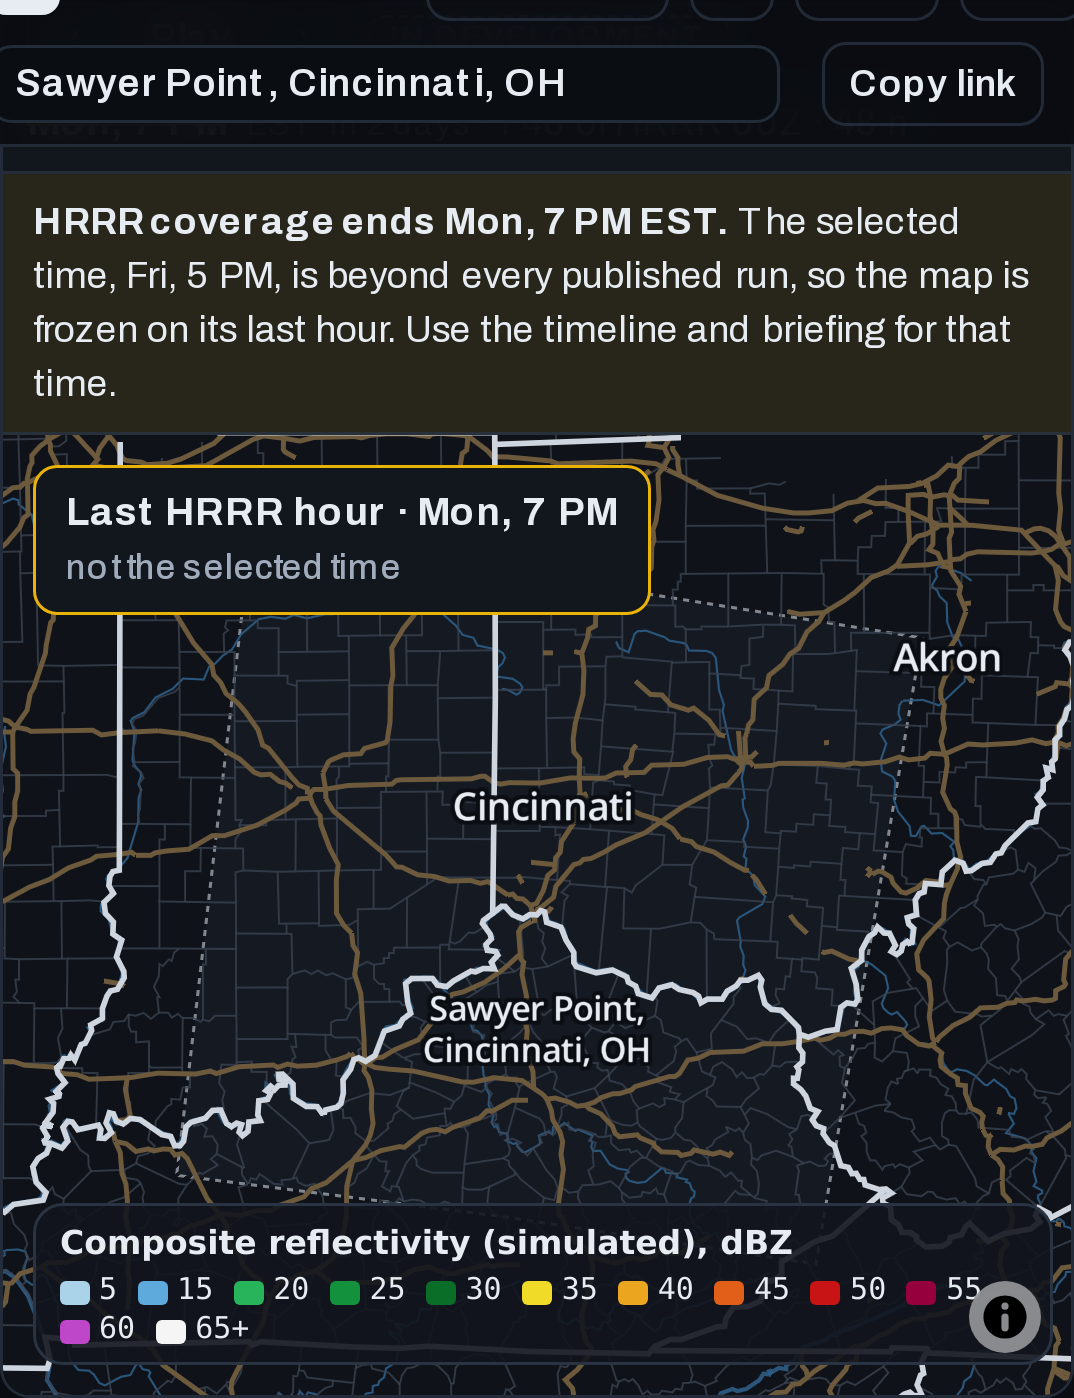 Sawyer Point, Cincinnati, OH
Copy link
HRRR coverage ends Mon, 7 PM EST. The selected
time, Fri, 5 PM, is beyond every published run, so the map is
frozen on its last hour. Use the timeline and briefing for that
time.
Last HRRR hour · Mon, 7 PM
not the selected time
Akron
Cincinnati
Sawyer Point,
Cincinnati, OH
Composite reflectivity (simulated), dBZ
5 15 20 25 30 35 40 45 50 55
60 65+